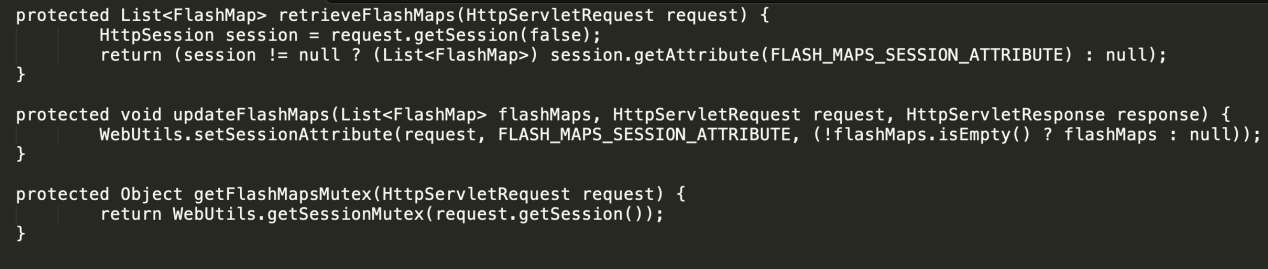 protected List<FlashMap> retrieveFlashMaps(HttpServletRequest request) {
        HttpSession session = request.getSession(false);
        return (session != null ? (List<FlashMap>) session.getAttribute(FLASH_MAPS_SESSION_ATTRIBUTE) : null);
}

protected void updateFlashMaps(List<FlashMap> flashMaps, HttpServletRequest request, HttpServletResponse response) {
        WebUtils.setSessionAttribute(request, FLASH_MAPS_SESSION_ATTRIBUTE, (!flashMaps.isEmpty() ? flashMaps : null));
}

protected Object getFlashMapsMutex(HttpServletRequest request) {
        return WebUtils.getSessionMutex(request.getSession());
}